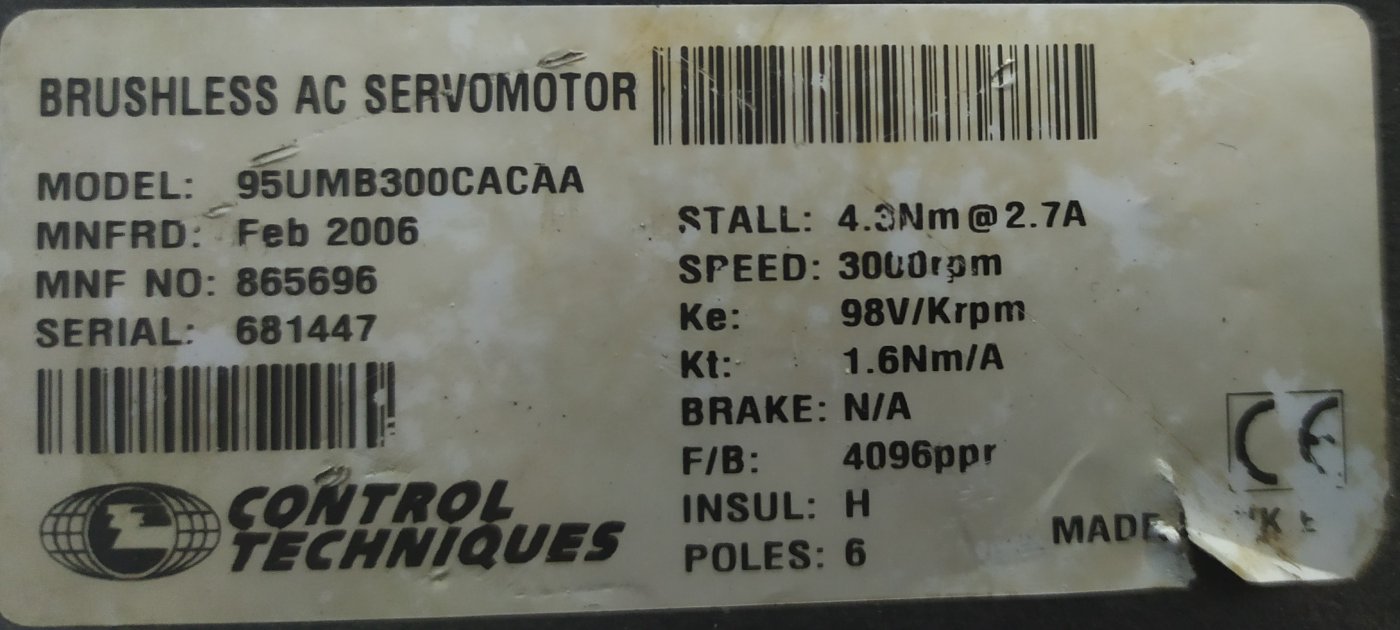 BRUSHLESS AC SERVOMOTOR
MODEL: 95UMB300CACAA
MNFRD: Feb 2006
MNF NO: 865696
SERIAL: 681447
CONTROL
TECHNIQUES
STALL: 4.3Nm@2.7A
SPEED: 3000rpm
Ke: 98V/Krpm
Kt: 1.6Nm/A
BRAKE: N/A
F/B: 4096ppr
INSUL: H
POLES: 6
CE
MADE